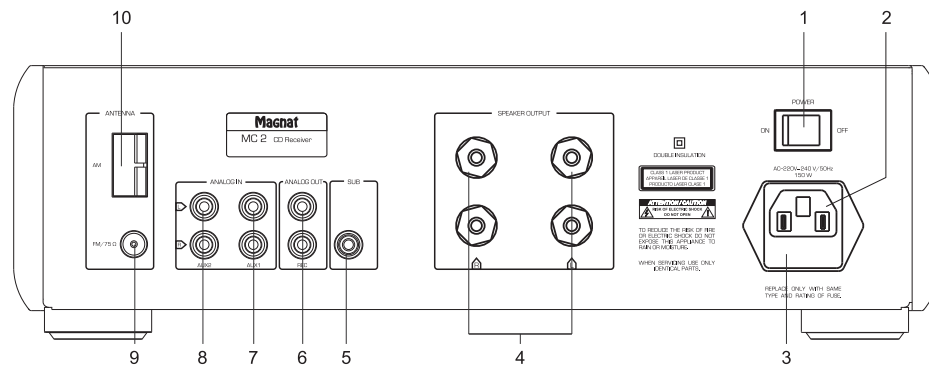 10
1
2
ANTENNA
AM
FM/75 Ω
Magnat
MC 2 CD Receiver
ANALOG IN
L
R
AUX2
AUX1
ANALOG OUT
REC
SUB
SPEAKER OUTPUT
R
L
DOUBLE INSULATION
CLASS 1 LASER PRODUCT
APPAREIL LASER DE CLASSE 1
PRODUCTO LASER CLASE 1
ATTENTION/CAUTION
RISK OF ELECTRIC SHOCK
DO NOT OPEN
TO REDUCE THE RISK OF FIRE
OR ELECTRIC SHOCK DO NOT
EXPOSE THIS APPLIANCE TO
RAIN OR MOISTURE.
WHEN SERVICING USE ONLY
IDENTICAL PARTS.
POWER
ON
OFF
AC-220V-240 V/50Hz
150 W
REPLACE ONLY WITH SAME
TYPE AND RATING OF FUSE.
9
8
7
6
5
4
3